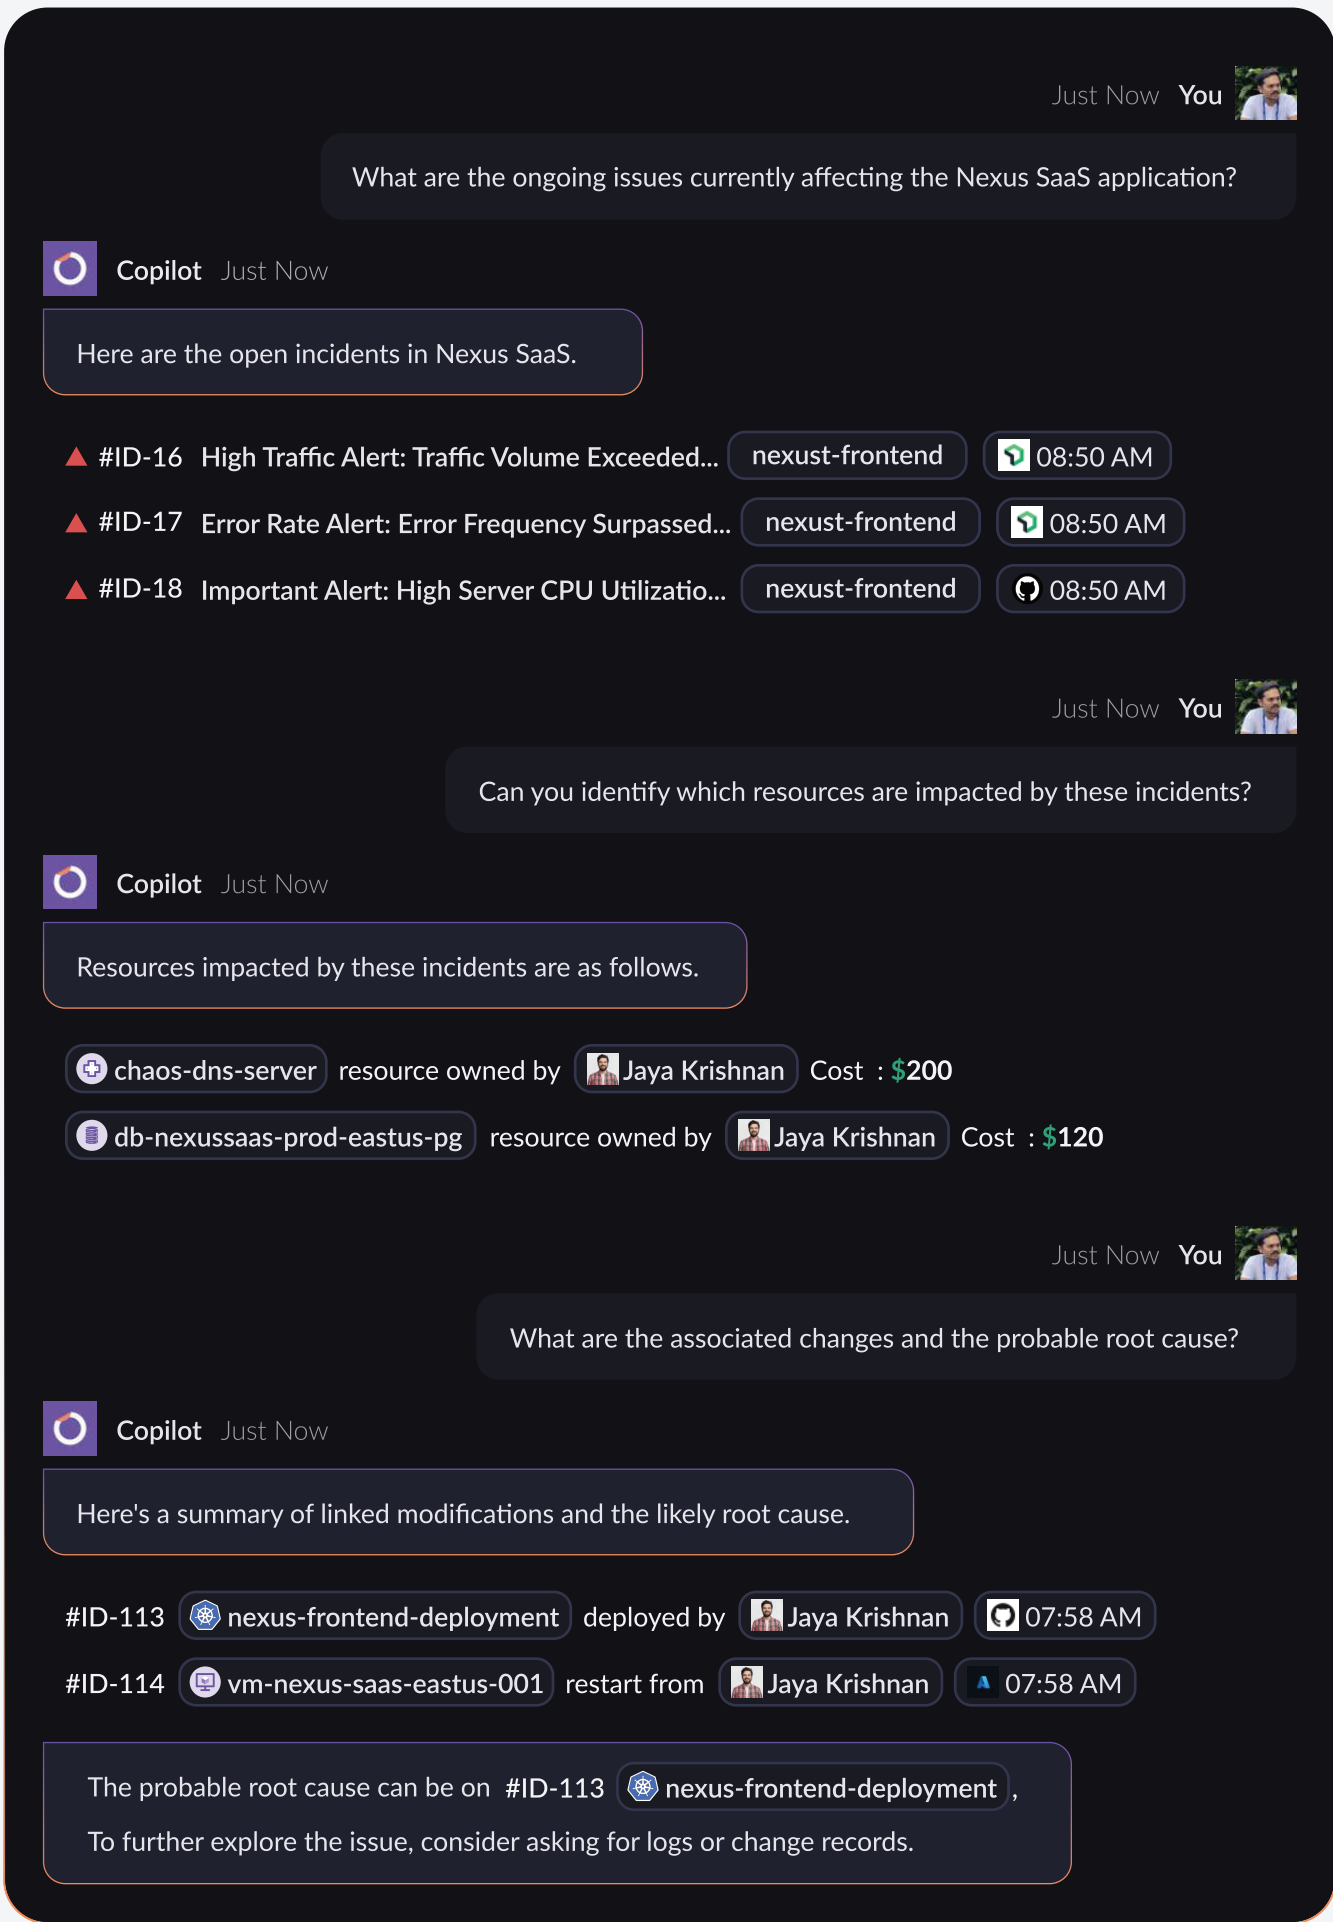 Just Now You
What are the ongoing issues currently affecting the Nexus SaaS application?
Copilot Just Now
Here are the open incidents in Nexus SaaS.
#ID-16 High Traffic Alert: Traffic Volume Exceeded... nexust-frontend 08:50 AM
#ID-17 Error Rate Alert: Error Frequency Surpassed... nexust-frontend 08:50 AM
#ID-18 Important Alert: High Server CPU Utilizatio... nexust-frontend 08:50 AM
Just Now You
Can you identify which resources are impacted by these incidents?
Copilot Just Now
Resources impacted by these incidents are as follows.
chaos-dns-server resource owned by Jaya Krishnan Cost : $200
db-nexussaas-prod-eastus-pg resource owned by Jaya Krishnan Cost : $120
Just Now You
What are the associated changes and the probable root cause?
Copilot Just Now
Here's a summary of linked modifications and the likely root cause.
#ID-113 nexus-frontend-deployment deployed by Jaya Krishnan 07:58 AM
#ID-114 vm-nexus-saas-eastus-001 restart from Jaya Krishnan 07:58 AM
The probable root cause can be on #ID-113 nexus-frontend-deployment,
To further explore the issue, consider asking for logs or change records.